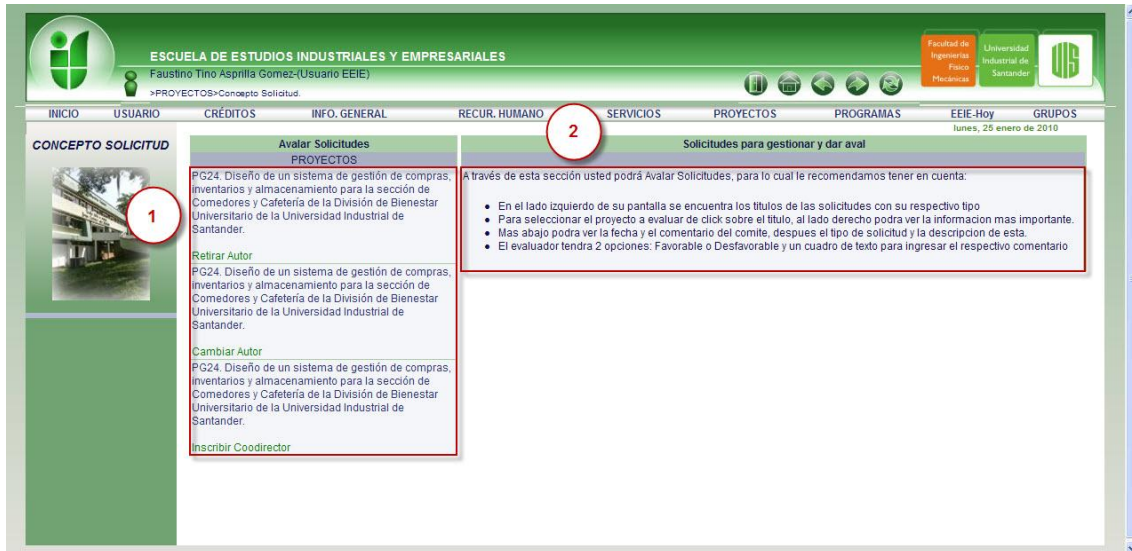 ESCUELA DE ESTUDIOS INDUSTRIALES Y EMPRESARIALES
Faustino Tino Asprilla Gomez-(Usuario EEIE)
>PROYECTOS>Concepto Solicitud.
Facultad de
Ingenierías
Físico
Mecánicas
Universidad
Industrial de
Santander
UIS
INICIO USUARIO CRÉDITOS INFO. GENERAL RECUR. HUMANO SERVICIOS PROYECTOS PROGRAMAS EEIE-Hoy GRUPOS
lunes, 25 enero de 2010
CONCEPTO SOLICITUD
1
Avalar Solicitudes
PROYECTOS
PG24. Diseño de un sistema de gestión de compras,
inventarios y almacenamiento para la sección de
Comedores y Cafetería de la División de Bienestar
Universitario de la Universidad Industrial de
Santander.
Retirar Autor
PG24. Diseño de un sistema de gestión de compras,
inventarios y almacenamiento para la sección de
Comedores y Cafetería de la División de Bienestar
Universitario de la Universidad Industrial de
Santander.
Cambiar Autor
PG24. Diseño de un sistema de gestión de compras,
inventarios y almacenamiento para la sección de
Comedores y Cafetería de la División de Bienestar
Universitario de la Universidad Industrial de
Santander.
Inscribir Coodirector
2
Solicitudes para gestionar y dar aval
A través de esta sección usted podrá Avalar Solicitudes, para lo cual le recomendamos tener en cuenta:
• En el lado izquierdo de su pantalla se encuentra los titulos de las solicitudes con su respectivo tipo
• Para seleccionar el proyecto a evaluar de click sobre el titulo, al lado derecho podra ver la informacion mas importante.
• Mas abajo podra ver la fecha y el comentario del comite, despues el tipo de solicitud y la descripcion de esta.
• El evaluador tendra 2 opciones: Favorable o Desfavorable y un cuadro de texto para ingresar el respectivo comentario